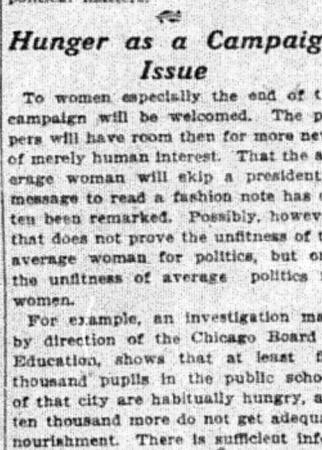 Hunger as a Campaig
Issue
To women especially the end of t
campaign will be welcomed. The p
pers will have room then for more ne
of merely human interest. That the a
erage woman will skip a president
message to read a fashion note has
ten been remarked. Possibly, howev
that does not prove the unfitness of t
average woman for politics, but o
the unfitness of average politics
women.
For example, an investigation ma
by direction of the Chicago Board
Education, shows that at least f
thousand pupils in the public scho
of that city are habitually hungry, a
ten thousand more do not get adequ
nourishment. There is sufficient inf